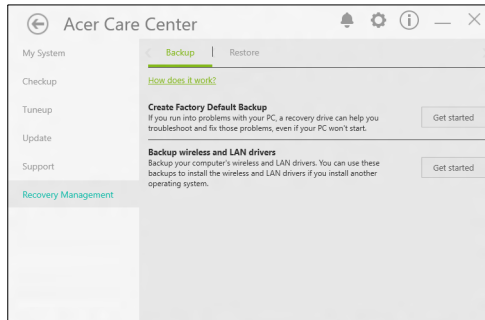 Acer Care Center
My System
Checkup
Tuneup
Update
Support
Recovery Management
Backup
Restore
How does it work?
Create Factory Default Backup
If you run into problems with your PC, a recovery drive can help you
troubleshoot and fix those problems, even if your PC won't start.
Get started
Backup wireless and LAN drivers
Backup your computer's wireless and LAN drivers. You can use these
backups to install the wireless and LAN drivers if you install another
operating system.
Get started